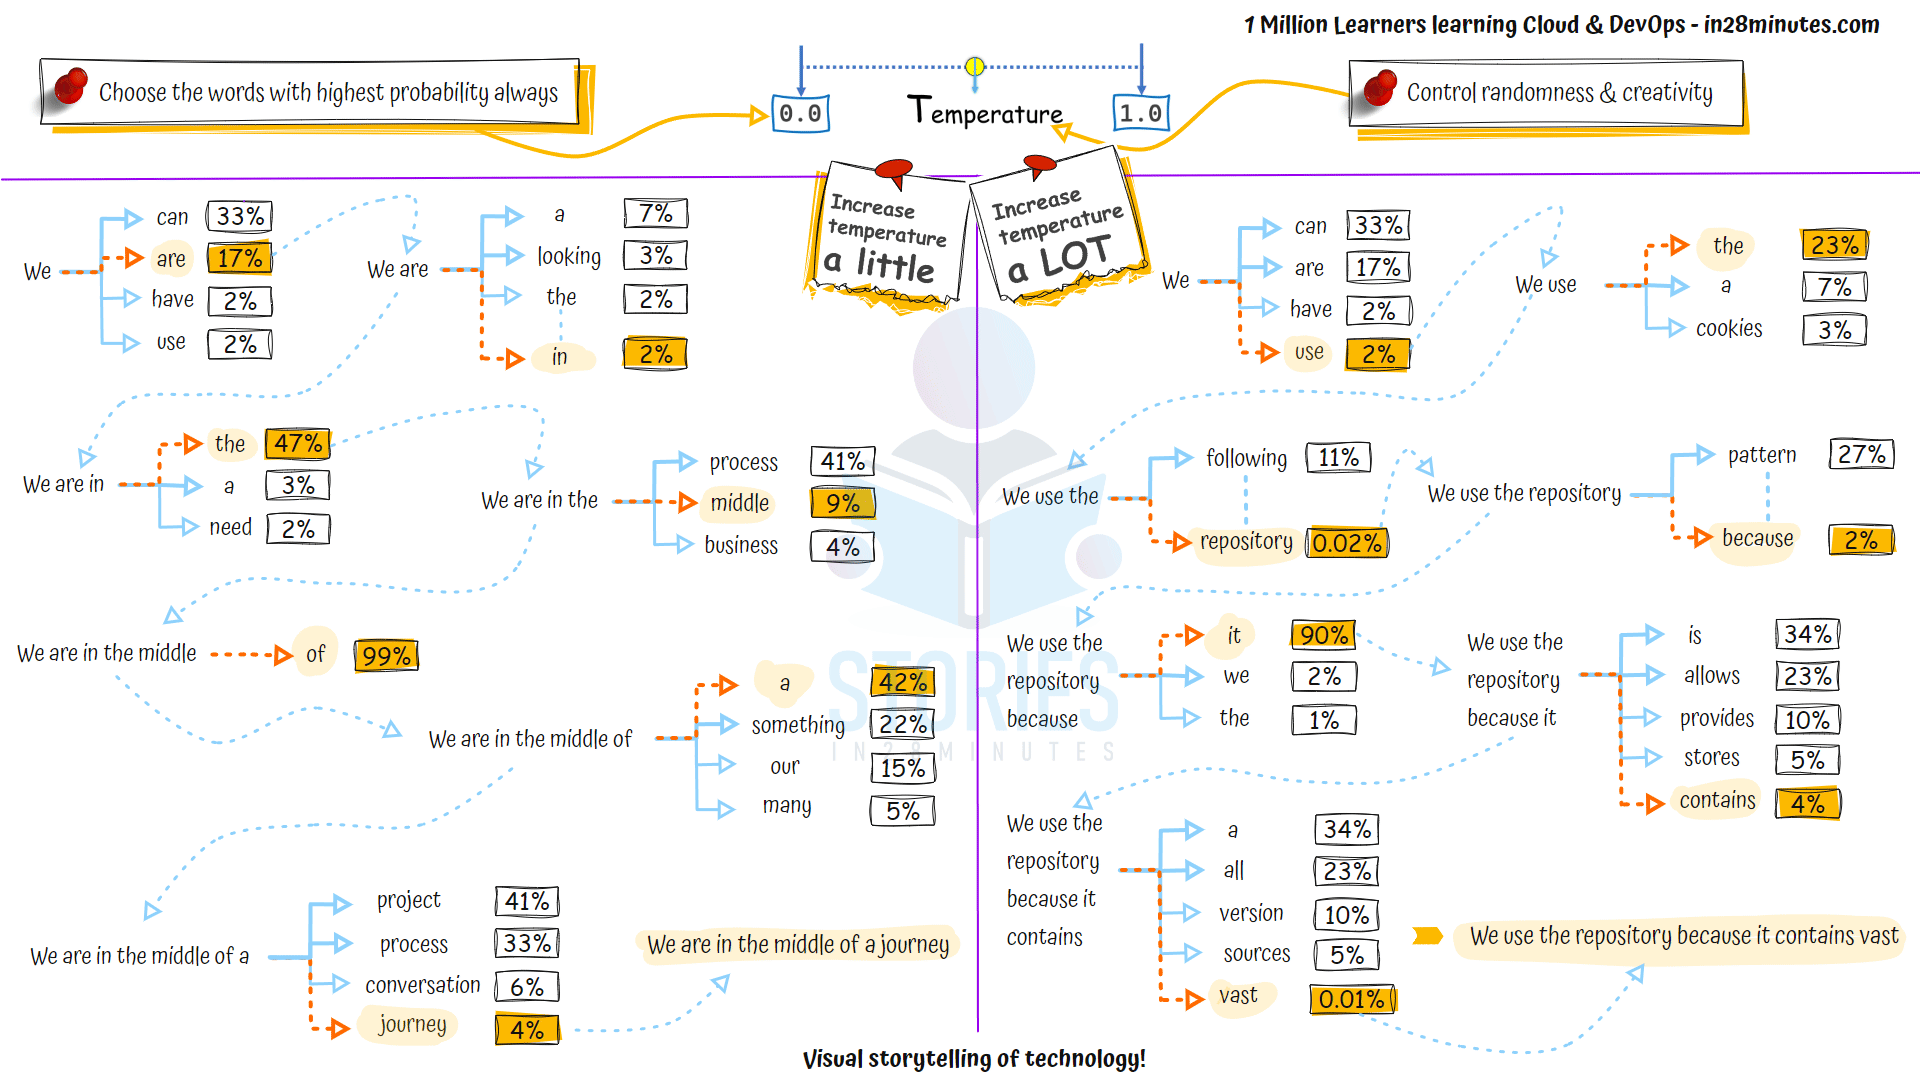 1 Million Learners learning Cloud & DevOps - in28minutes.com
Choose the words with highest probability always
0.0
Temperature
1.0
Control randomness & creativity
Increase
temperature
a little
Increase
temperature
a LOT
We
can 33%
are 17%
have 2%
use 2%
We are
a 7%
looking 3%
the 2%
in 2%
We are in
the 47%
a 3%
need 2%
We are in the
process 41%
middle 9%
business 4%
We are in the middle
of 99%
We are in the middle of
a 42%
something 22%
our 15%
many 5%
We are in the middle of a
project 41%
process 33%
conversation 6%
journey 4%
We are in the middle of a journey
We
can 33%
are 17%
have 2%
use 2%
We use
the 23%
a 7%
cookies 3%
We use the
following 11%
repository 0.02%
We use the repository
pattern 27%
because 2%
We use the
repository
because
it 90%
we 2%
the 1%
We use the
repository
because it
is 34%
allows 23%
provides 10%
stores 5%
contains 4%
We use the
repository
because it
contains
a 34%
all 23%
version 10%
sources 5%
vast 0.01%
We use the repository because it contains vast
STORIES
IN28MINUTES
Visual storytelling of technology!